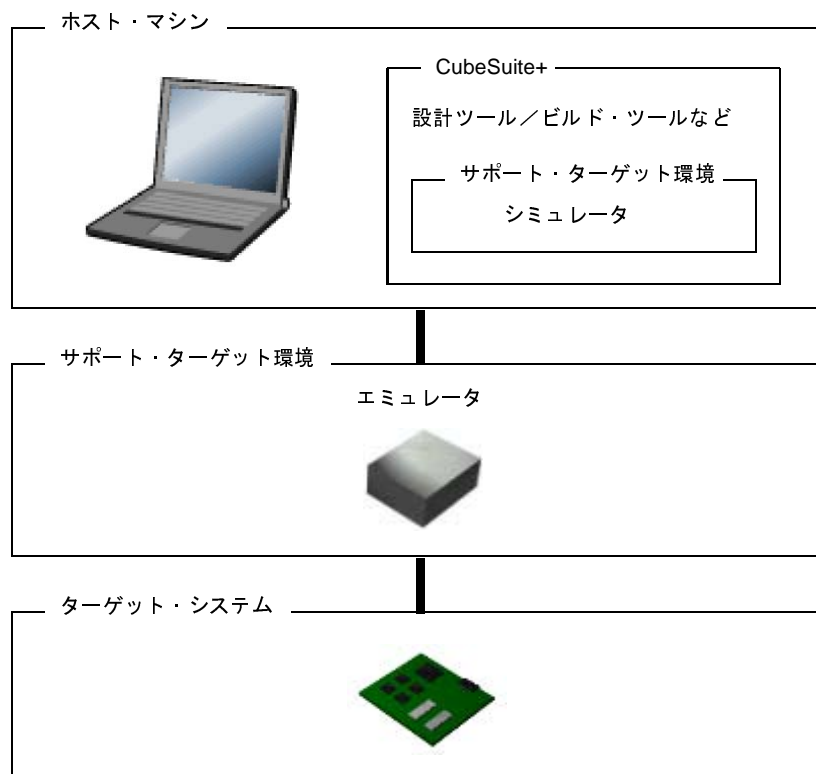 ホスト・マシン
CubeSuite+
設計ツール／ビルド・ツールなど
サポート・ターゲット環境
シミュレータ
サポート・ターゲット環境
エミュレータ
ターゲット・システム